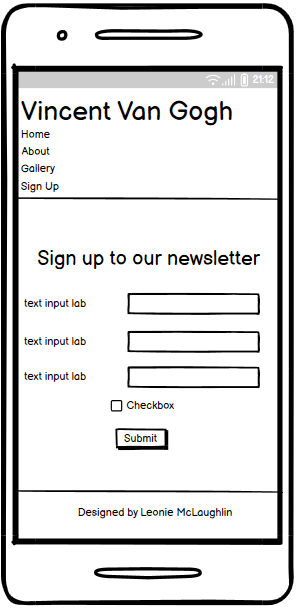 21:12
Vincent Van Gogh
Home
About
Gallery
Sign Up
Sign up to our newsletter
text input lab
text input lab
text input lab
Checkbox
Submit
Designed by Leonie McLaughlin